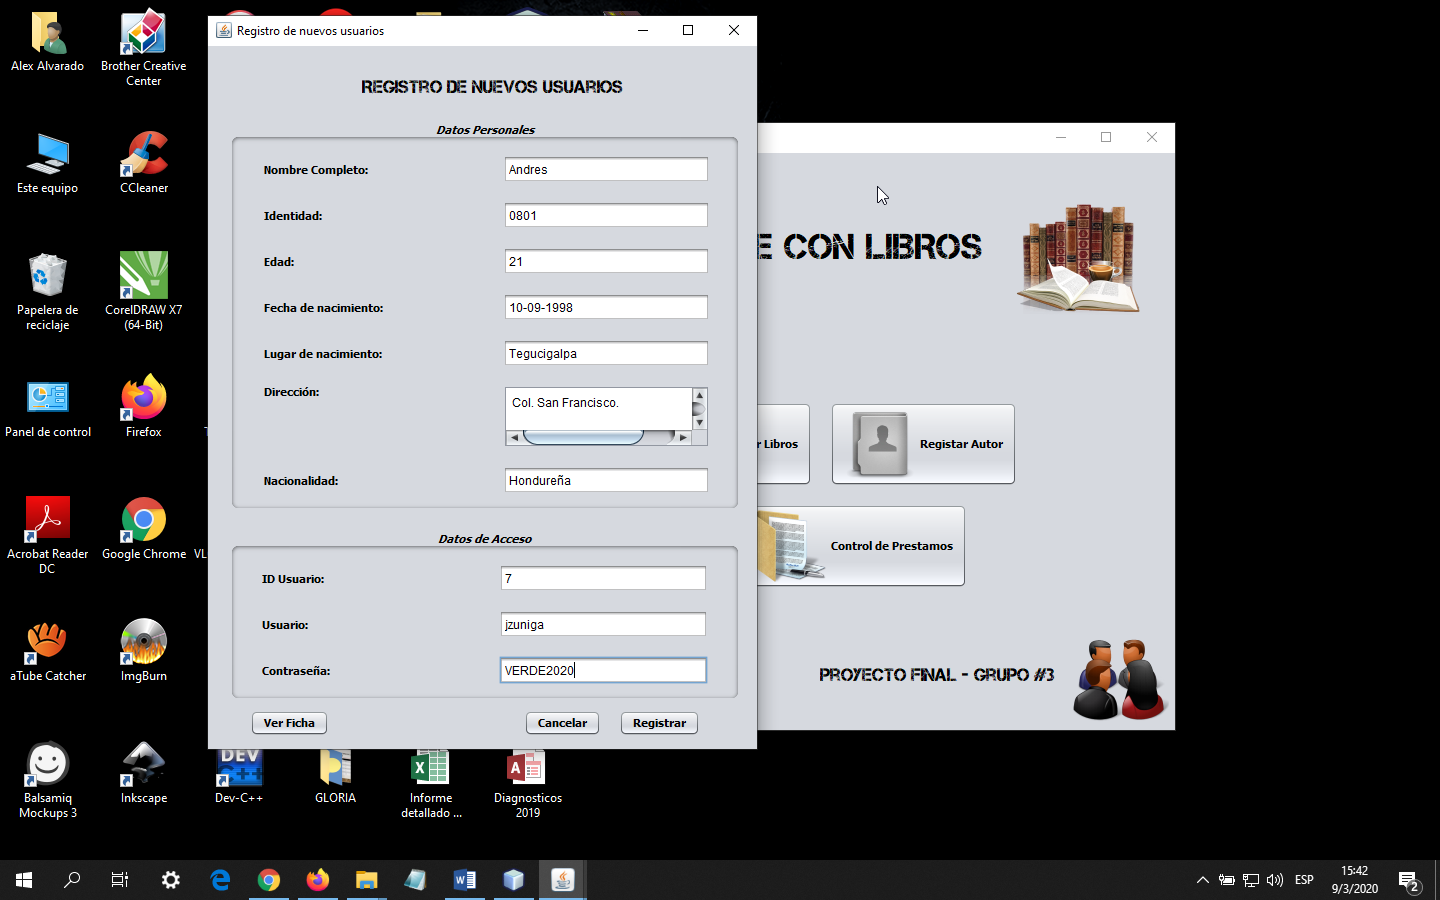 Alex Alvarado
Brother Creative
Center
Este equipo
CCleaner
Papelera de
reciclaje
CorelDRAW X7
(64-Bit)
Panel de control
Firefox
Acrobat Reader
DC
Google Chrome
aTube Catcher
ImgBurn
Balsamiq
Mockups 3
Inkscape
DEV
C++
Dev-C++
GLORIA
Informe
detallado ...
Diagnosticos
2019
Registro de nuevos usuarios
REGISTRO DE NUEVOS USUARIOS
Datos Personales
Nombre Completo: Andres
Identidad: 0801
Edad: 21
Fecha de nacimiento: 10-09-1998
Lugar de nacimiento: Tegucigalpa
Dirección: Col. San Francisco.
Nacionalidad: Hondureña
Datos de Acceso
ID Usuario: 7
Usuario: jzuniga
Contraseña: VERDE2020
Ver Ficha Cancelar Registrar
E CON LIBROS
r Libros
Registar Autor
Control de Prestamos
PROYECTO FINAL - GRUPO #3
ESP
15:42
9/3/2020
2